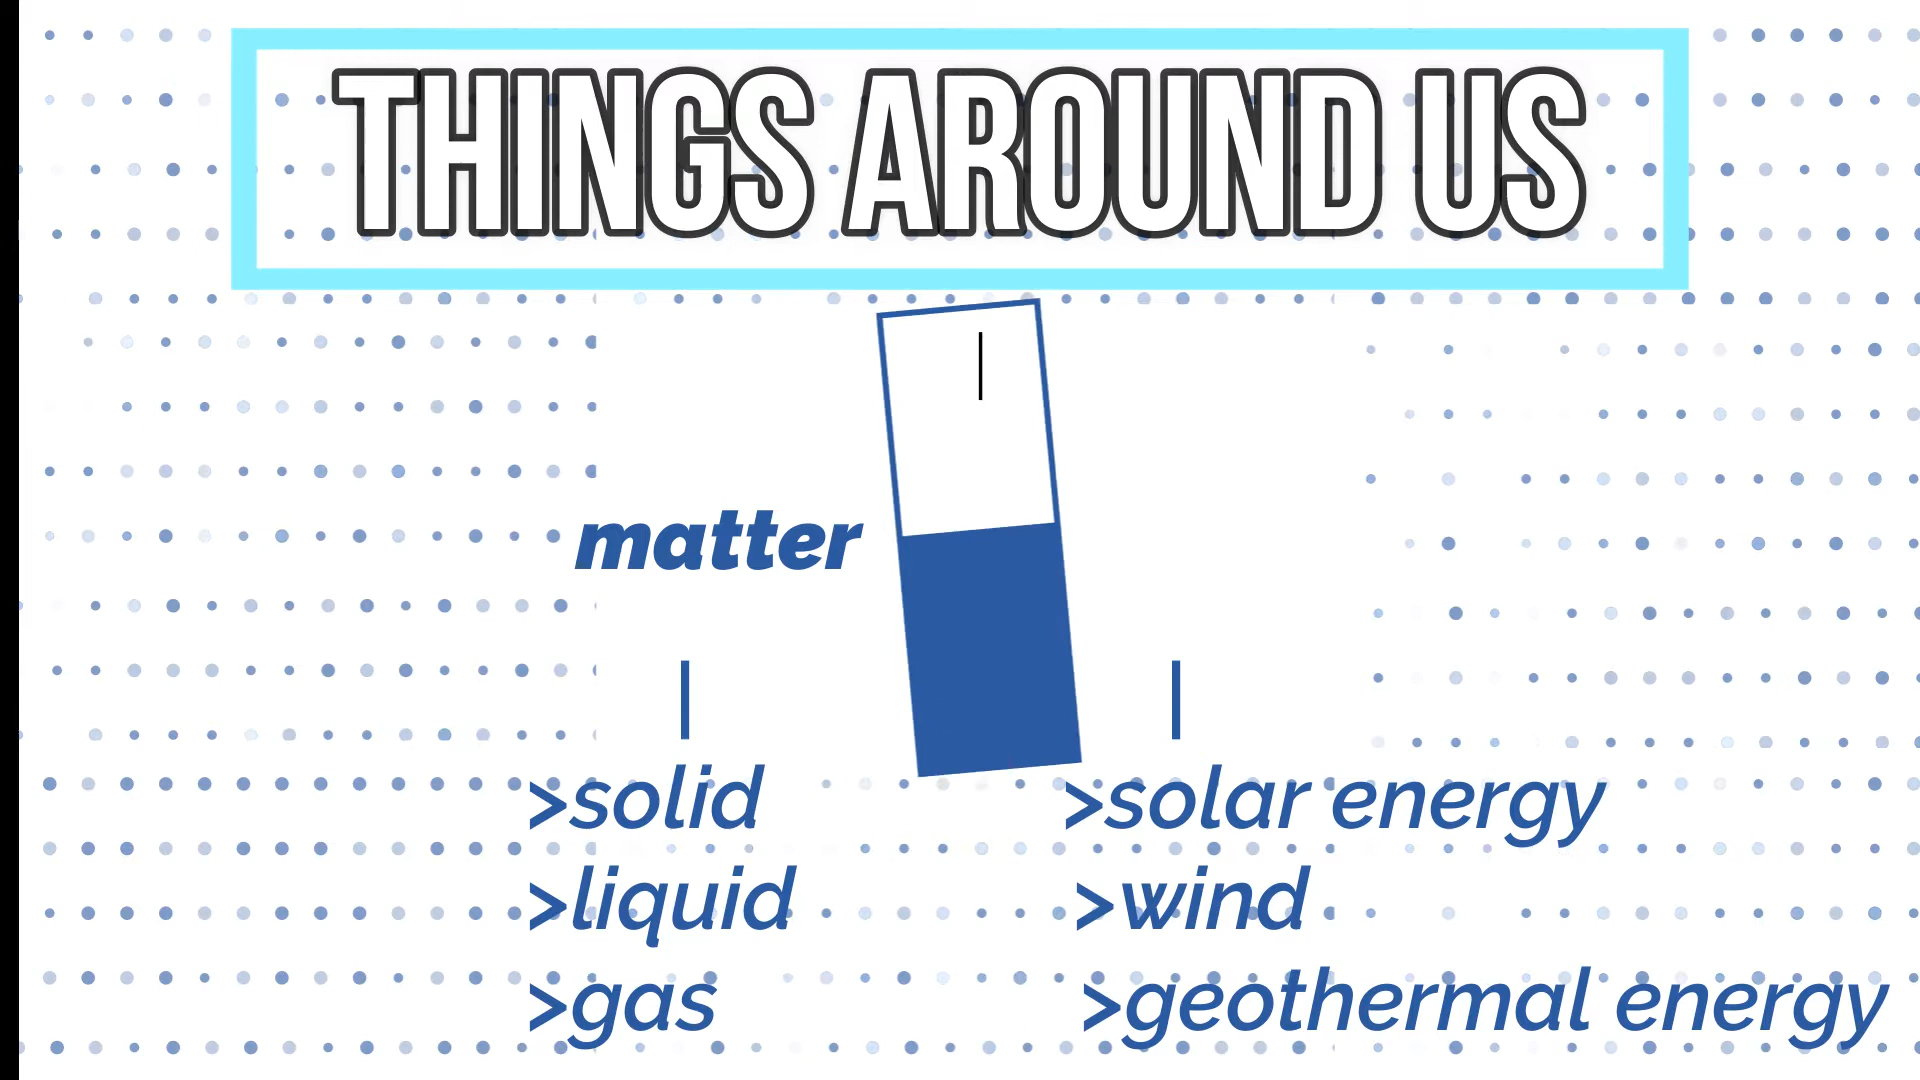 THINGS AROUND US
matter
>solid
>liquid
>gas
>solar energy
>wind
>geothermal energy